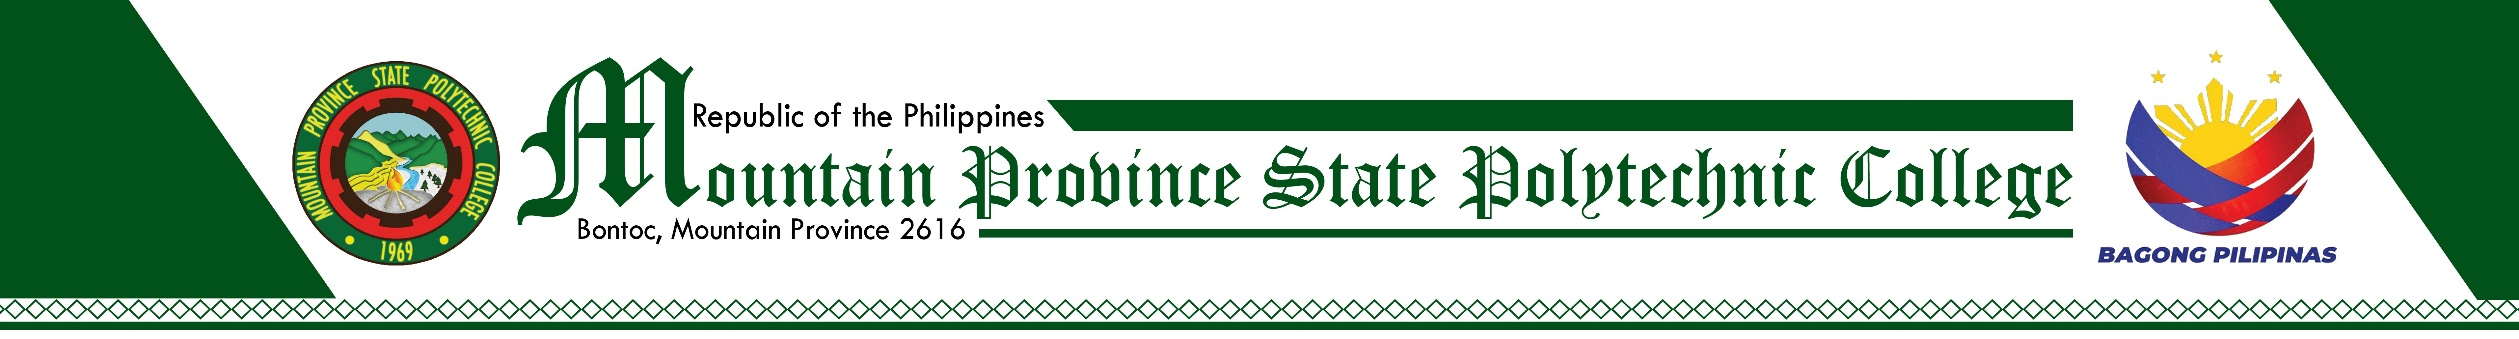 MOUNTAIN PROVINCE STATE POLYTECHNIC COLLEGE
1969
Republic of the Philippines
Mountain Province State Polytechnic College
Bontoc, Mountain Province 2616
BAGONG PILIPINAS